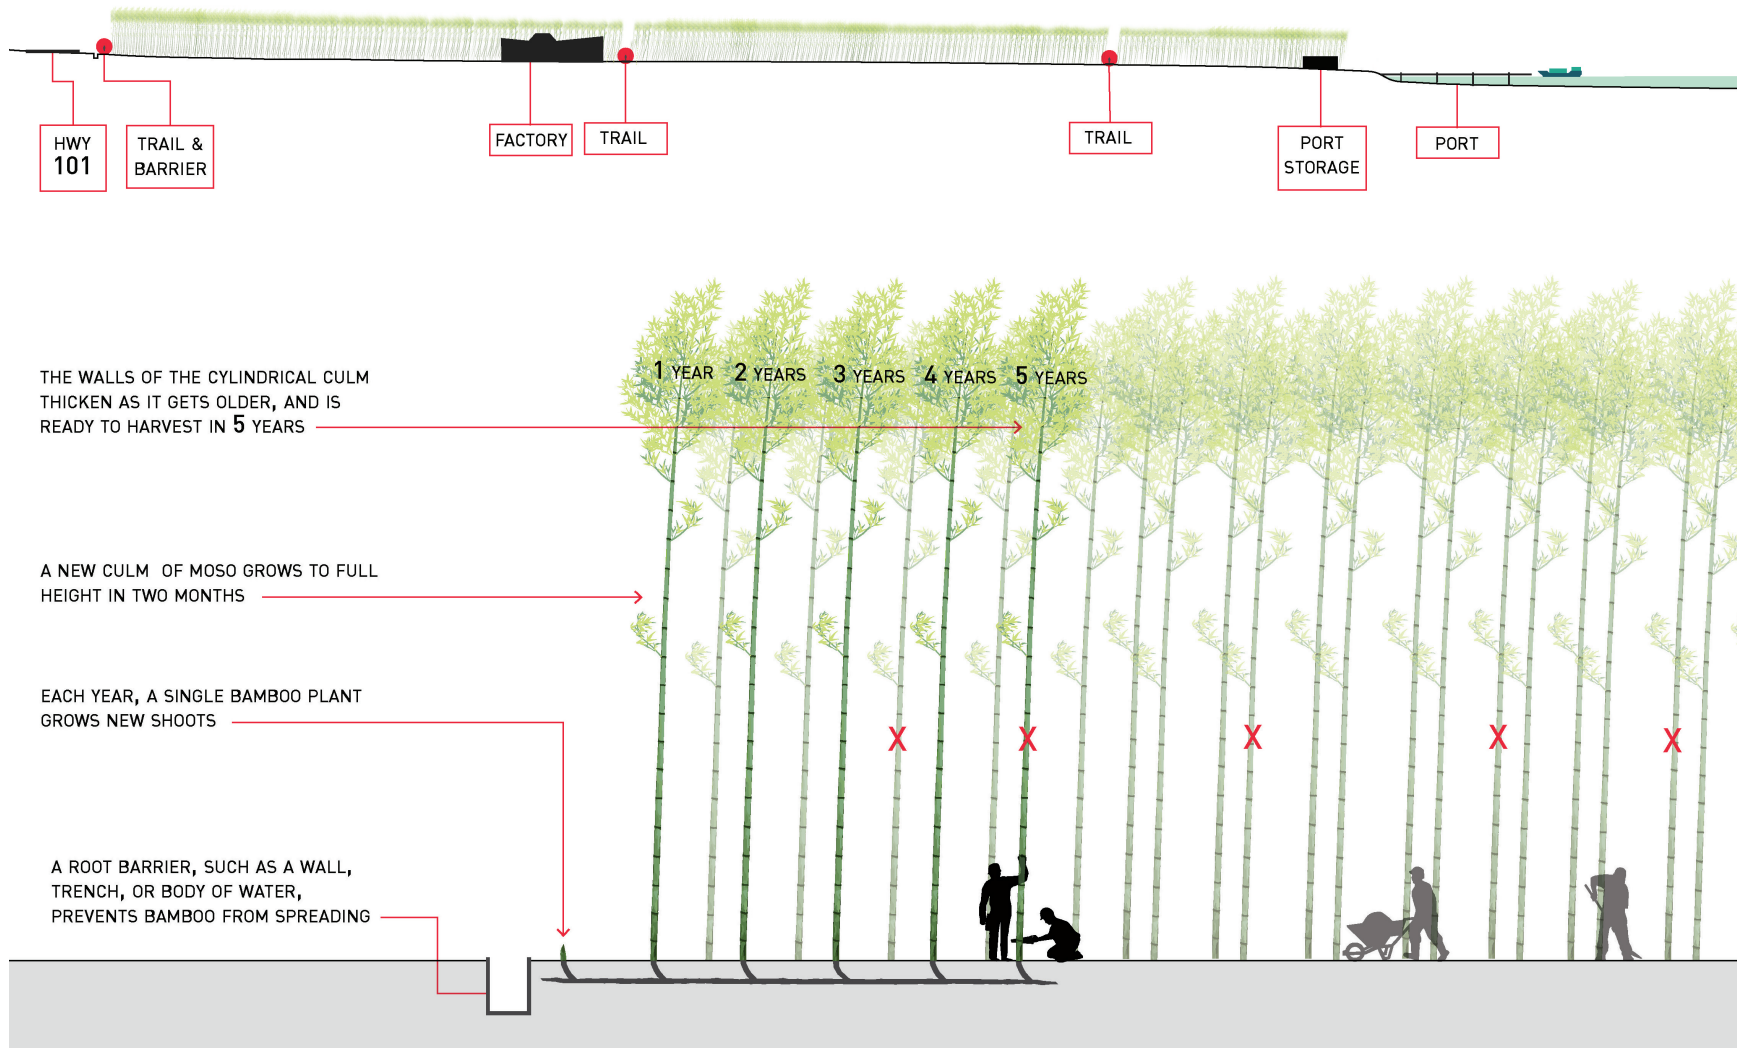 HWY
101
TRAIL &
BARRIER
FACTORY
TRAIL
TRAIL
PORT
STORAGE
PORT
THE WALLS OF THE CYLINDRICAL CULM
THICKEN AS IT GETS OLDER, AND IS
READY TO HARVEST IN 5 YEARS
1 YEAR
2 YEARS
3 YEARS
4 YEARS
5 YEARS
A NEW CULM OF MOSO GROWS TO FULL
HEIGHT IN TWO MONTHS
EACH YEAR, A SINGLE BAMBOO PLANT
GROWS NEW SHOOTS
X X X X X
A ROOT BARRIER, SUCH AS A WALL,
TRENCH, OR BODY OF WATER,
PREVENTS BAMBOO FROM SPREADING